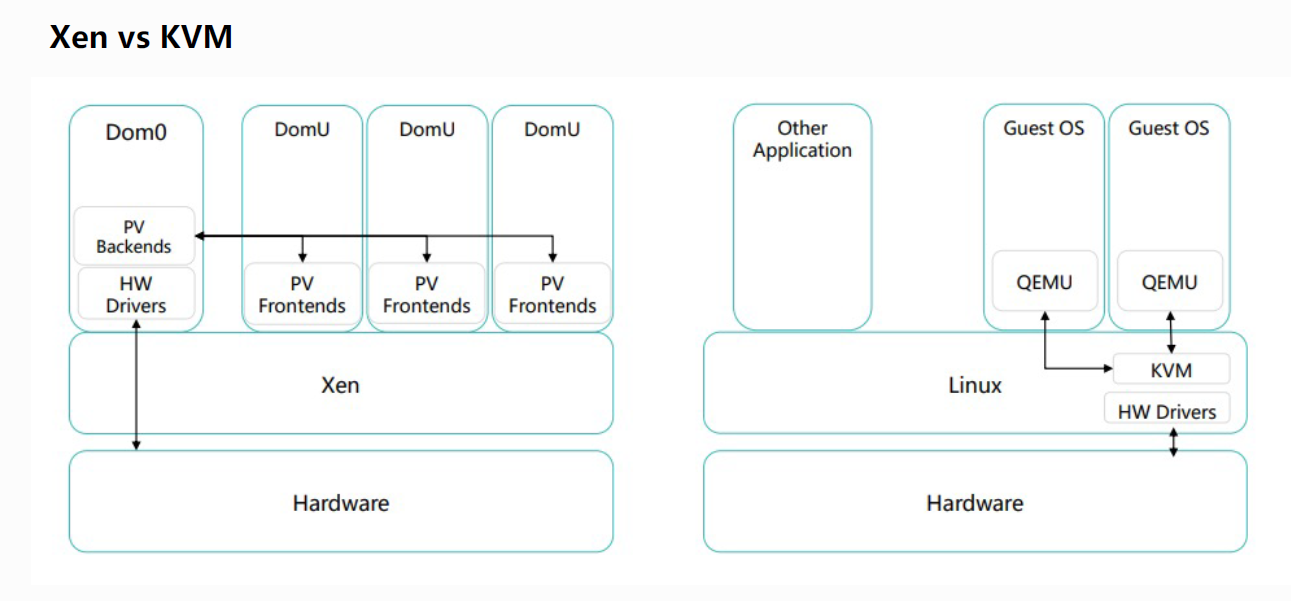 Xen vs KVM
Dom0
DomU
DomU
DomU
PV
Backends
HW
Drivers
PV
Frontends
PV
Frontends
PV
Frontends
Xen
Hardware
Other
Application
Guest OS
Guest OS
QEMU
QEMU
Linux
KVM
HW Drivers
Hardware